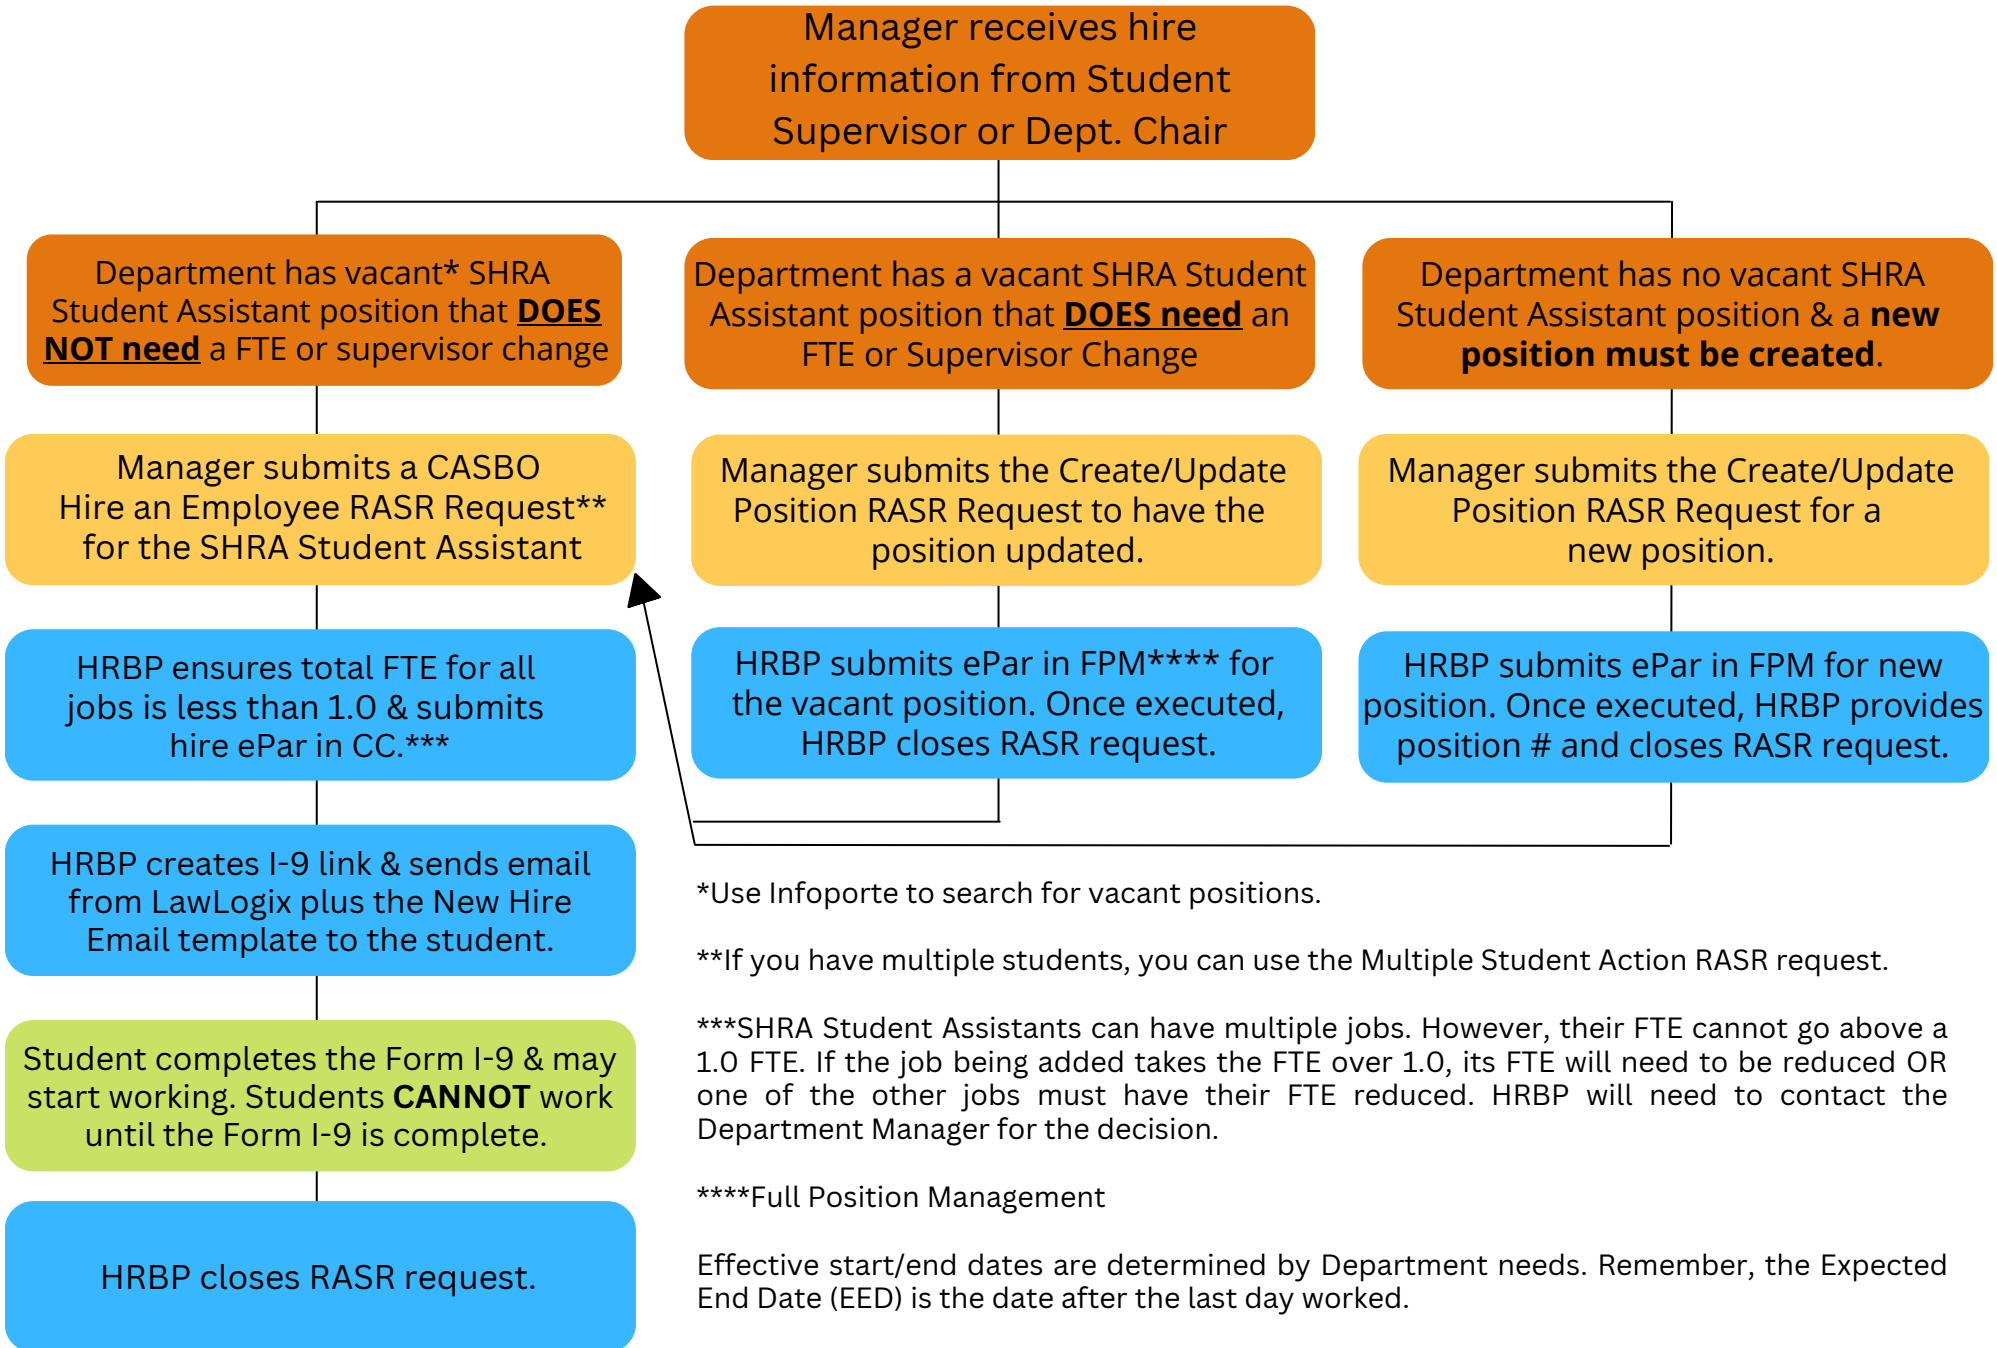 Manager receives hire
information from Student
Supervisor or Dept. Chair
Department has vacant* SHRA
Student Assistant position that DOES
NOT need a FTE or supervisor change
Department has a vacant SHRA Student
Assistant position that DOES need an
FTE or Supervisor Change
Department has no vacant SHRA
Student Assistant position & a new
position must be created.
Manager submits a CASBO
Hire an Employee RASR Request**
for the SHRA Student Assistant
Manager submits the Create/Update
Position RASR Request to have the
position updated.
Manager submits the Create/Update
Position RASR Request for a
new position.
HRBP ensures total FTE for all
jobs is less than 1.0 & submits
hire ePar in CC.***
HRBP submits ePar in FPM**** for
the vacant position. Once executed,
HRBP closes RASR request.
HRBP submits ePar in FPM for new
position. Once executed, HRBP provides
position # and closes RASR request.
HRBP creates I-9 link & sends email
from LawLogix plus the New Hire
Email template to the student.
Student completes the Form I-9 & may
start working. Students CANNOT work
until the Form I-9 is complete.
HRBP closes RASR request.
*Use Infoporte to search for vacant positions.
**If you have multiple students, you can use the Multiple Student Action RASR request.
***SHRA Student Assistants can have multiple jobs. However, their FTE cannot go above a
1.0 FTE. If the job being added takes the FTE over 1.0, its FTE will need to be reduced OR
one of the other jobs must have their FTE reduced. HRBP will need to contact the
Department Manager for the decision.
****Full Position Management
Effective start/end dates are determined by Department needs. Remember, the Expected
End Date (EED) is the date after the last day worked.